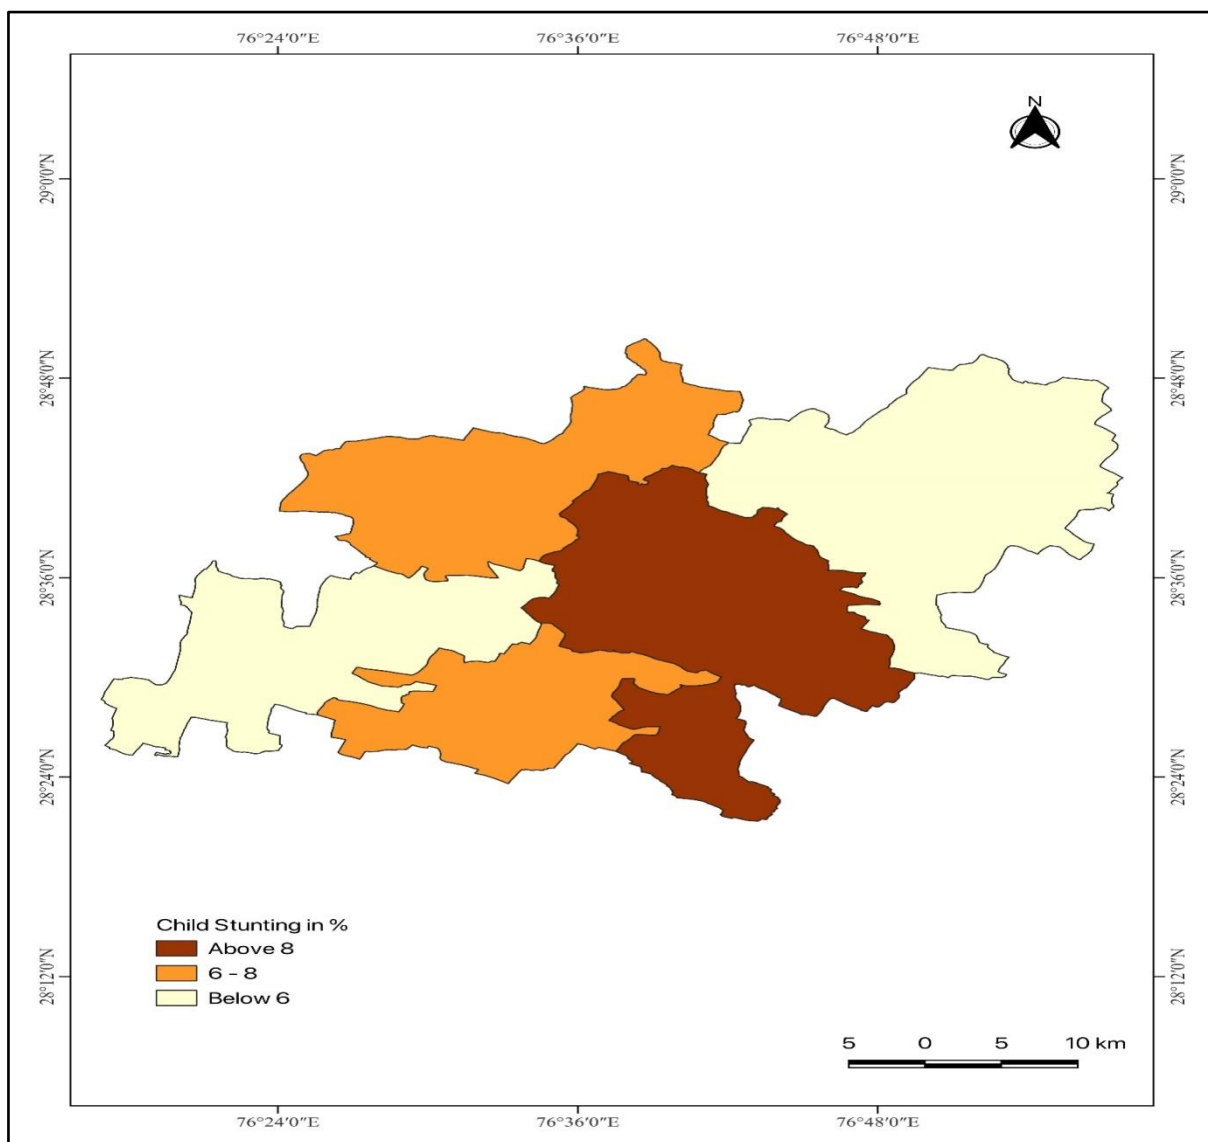 76°24'0"E 76°36'0"E 76°48'0"E
N
29°0'0"N 29°0'0"N
28°48'0"N 28°48'0"N
28°36'0"N 28°36'0"N
28°24'0"N 28°24'0"N
Child Stunting in %
Above 8
6 - 8
Below 6
28°12'0"N 28°12'0"N
5 0 5 10 km
76°24'0"E 76°36'0"E 76°48'0"E